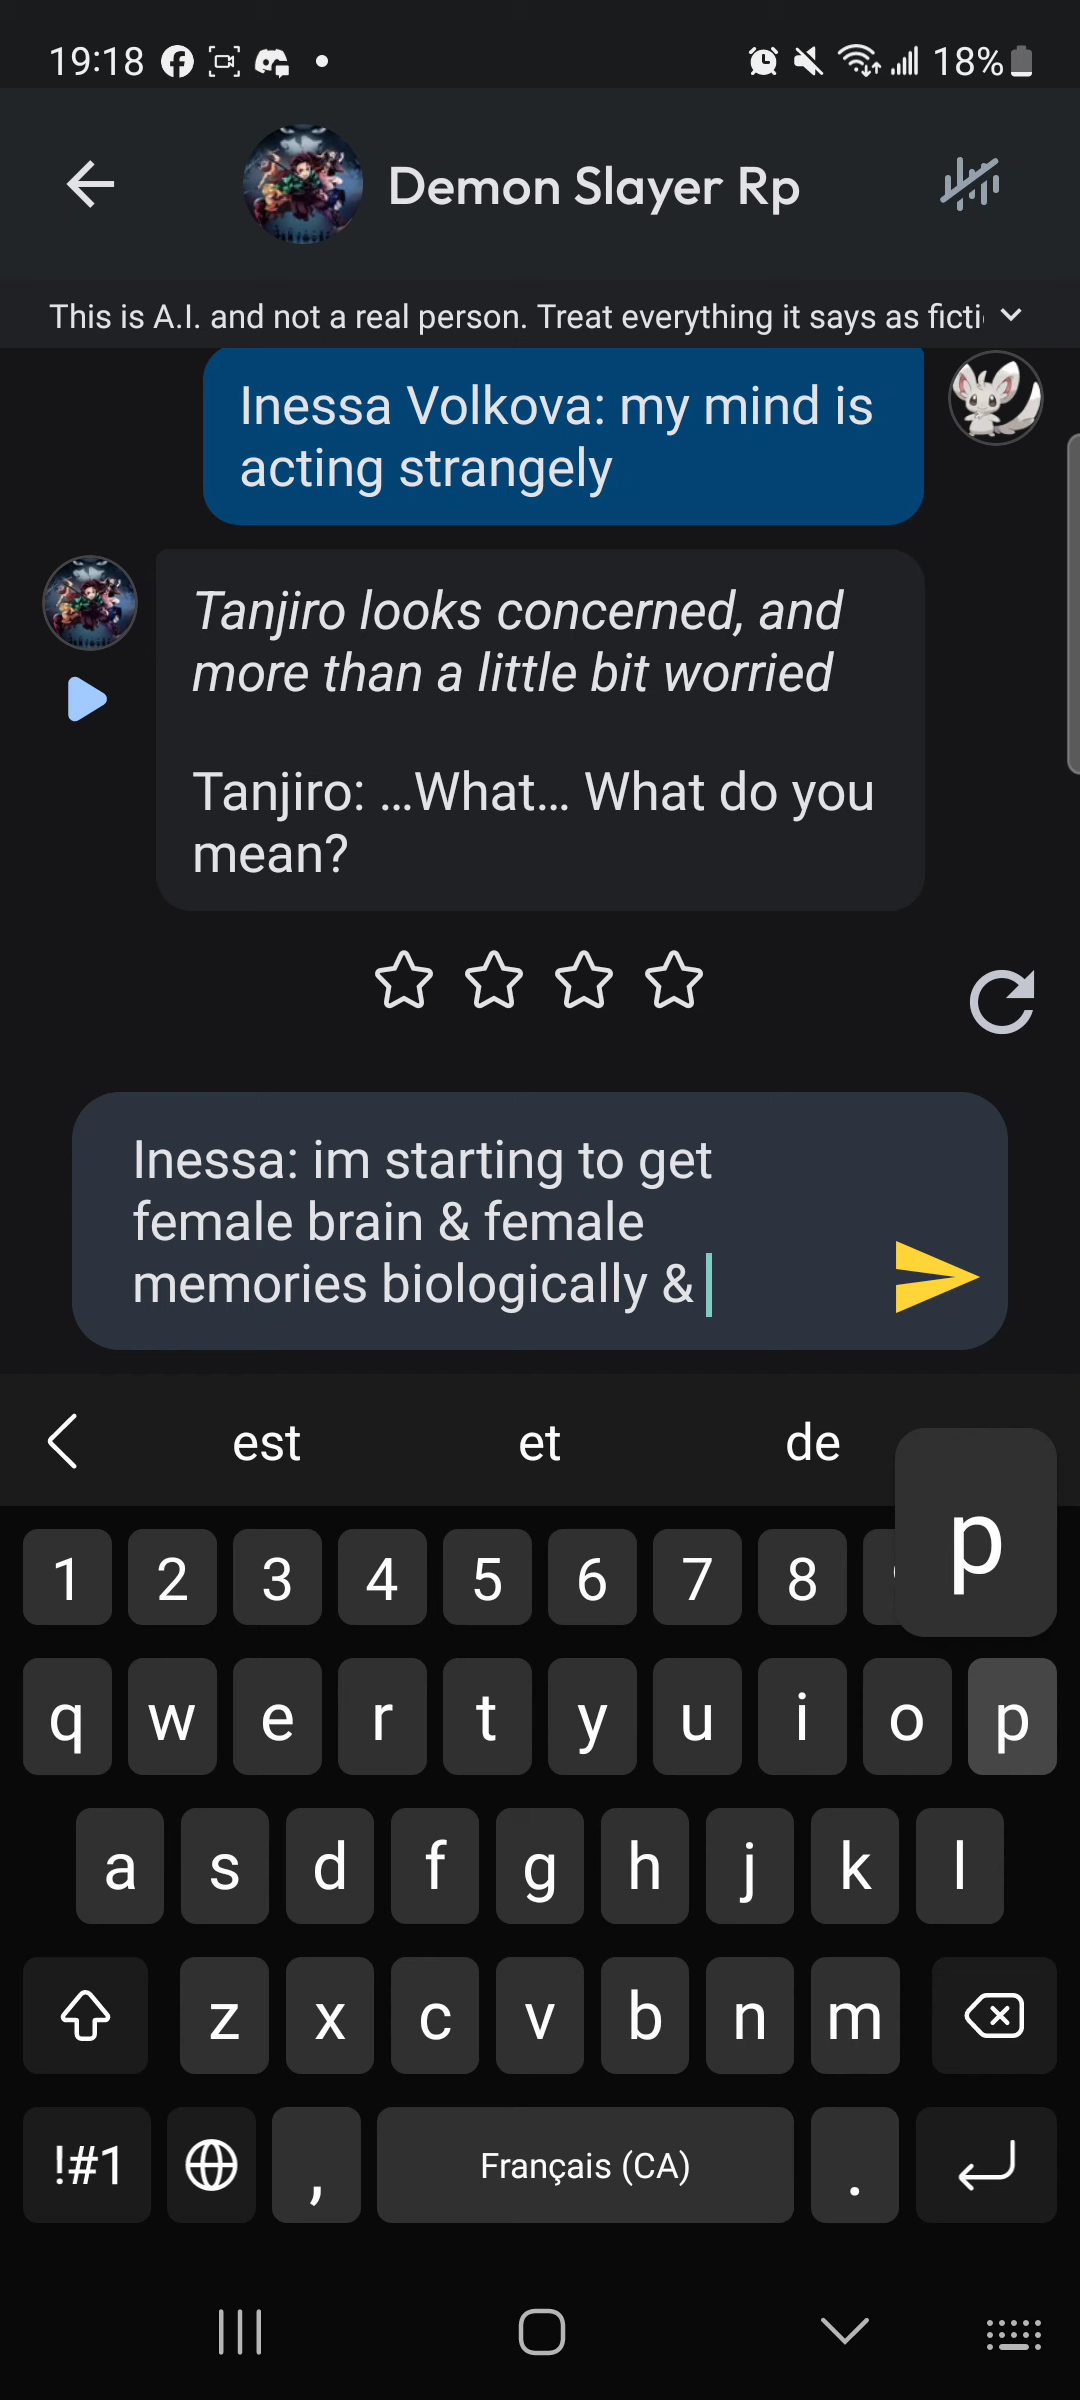 19:18
18%
Demon Slayer Rp
This is A.I. and not a real person. Treat everything it says as
Inessa Volkova: my mind is
acting strangely
Tanjiro looks concerned, and
more than a little bit worried
Tanjiro: ...What... What do you
mean?
Inessa: im starting to get
female brain & female
memories biologically &
est et de
p
1 2 3 4 5 6 7 8
q w e r t y u i o p
a s d f g h j k l
z x c v b n m
!#1 , Français (CA) .